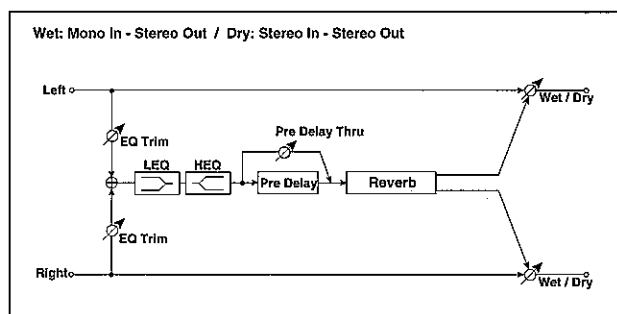 Wet: Mono In - Stereo Out / Dry: Stereo In - Stereo Out
Left
Wet / Dry
Pre Delay Thru
EQ Trim
LEQ
HEQ
Pre Delay
Reverb
EQ Trim
Right
Wet / Dry